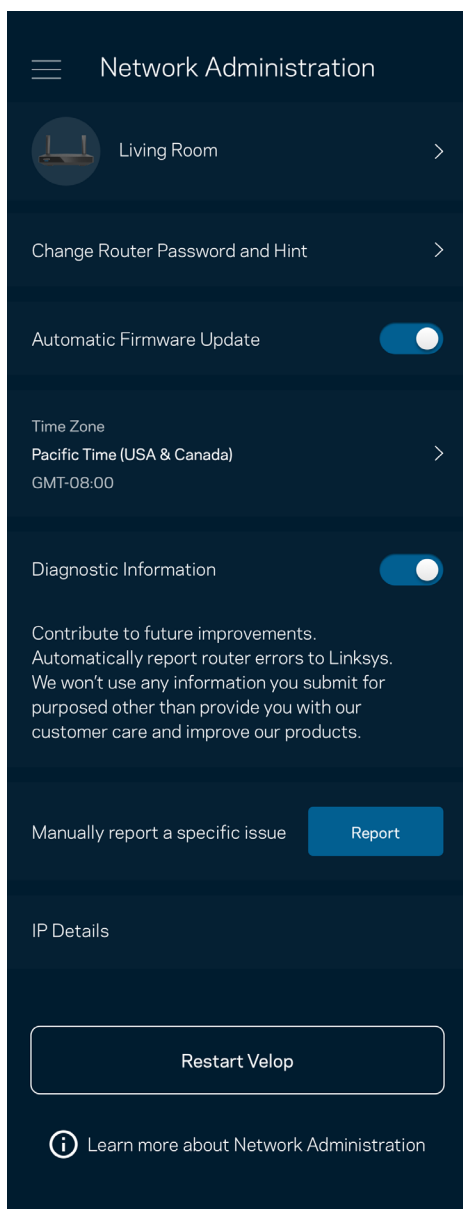 Network Administration
Living Room
Change Router Password and Hint
Automatic Firmware Update
Time Zone
Pacific Time (USA & Canada)
GMT-08:00
Diagnostic Information
Contribute to future improvements.
Automatically report router errors to Linksys.
We won't use any information you submit for
purposed other than provide you with our
customer care and improve our products.
Manually report a specific issue
Report
IP Details
Restart Velop
Learn more about Network Administration